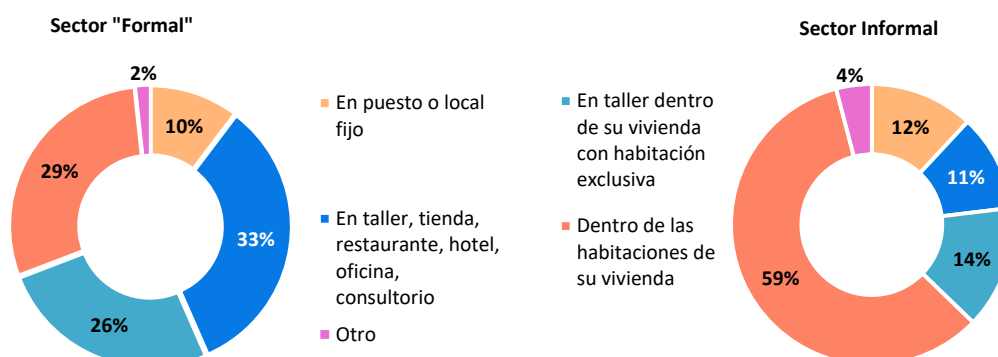 Sector "Formal"
2%
10%
33%
26%
29%
En puesto o local
fijo
En taller, tienda,
restaurante, hotel,
oficina,
consultorio
Otro
En taller dentro
de su vivienda
con habitación
exclusiva
Dentro de las
habitaciones de
su vivienda
Sector Informal
4%
12%
11%
14%
59%